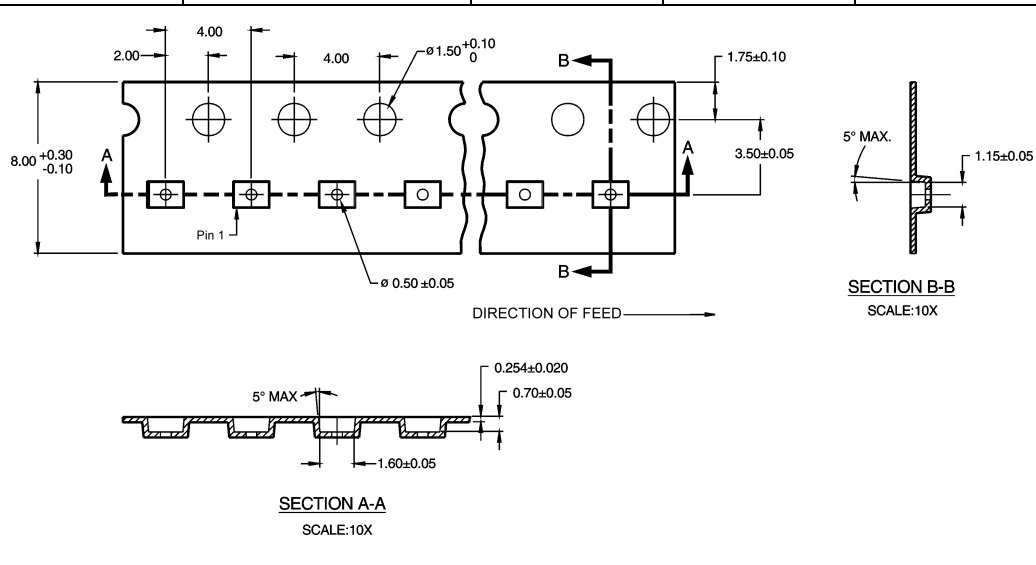 4.00
2.00
4.00
ø1.50 +0.10
0
B
1.75±0.10
8.00 +0.30
-0.10
A
A
3.50±0.05
5° MAX.
1.15±0.05
Pin 1
ø 0.50 ±0.05
B
DIRECTION OF FEED
SECTION B-B
SCALE:10X
0.254±0.020
0.70±0.05
5° MAX
1.60±0.05
SECTION A-A
SCALE:10X